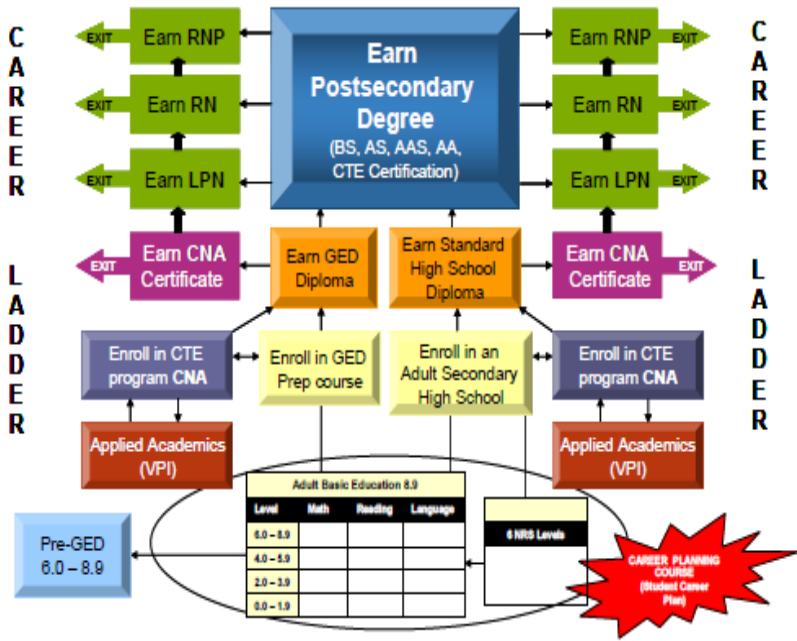 CAREER
LADDER
EXIT
Earn RNP
EXIT
Earn RN
EXIT
Earn LPN
EXIT
Earn CNA
Certificate
Earn
Postsecondary
Degree
(BS, AS, AAS, AA,
CTE Certification)
Earn RNP
EXIT
Earn RN
EXIT
Earn LPN
EXIT
Earn CNA
Certificate
EXIT
CAREER
LADDER
Earn GED
Diploma
Earn Standard
High School
Diploma
Enroll in CTE
program CNA
Enroll in GED
Prep course
Enroll in an
Adult Secondary
High School
Enroll in CTE
program CNA
Applied Academics
(VPI)
Applied Academics
(VPI)
Adult Basic Education 8.9
Level Math Reading Language
6.0 – 8.9
4.0 – 5.9
2.0 – 3.9
0.0 – 1.9
6 NRS Levels
Pre-GED
6.0 – 8.9
CAREER PLANNING
COURSE
(Student Career
Plan)